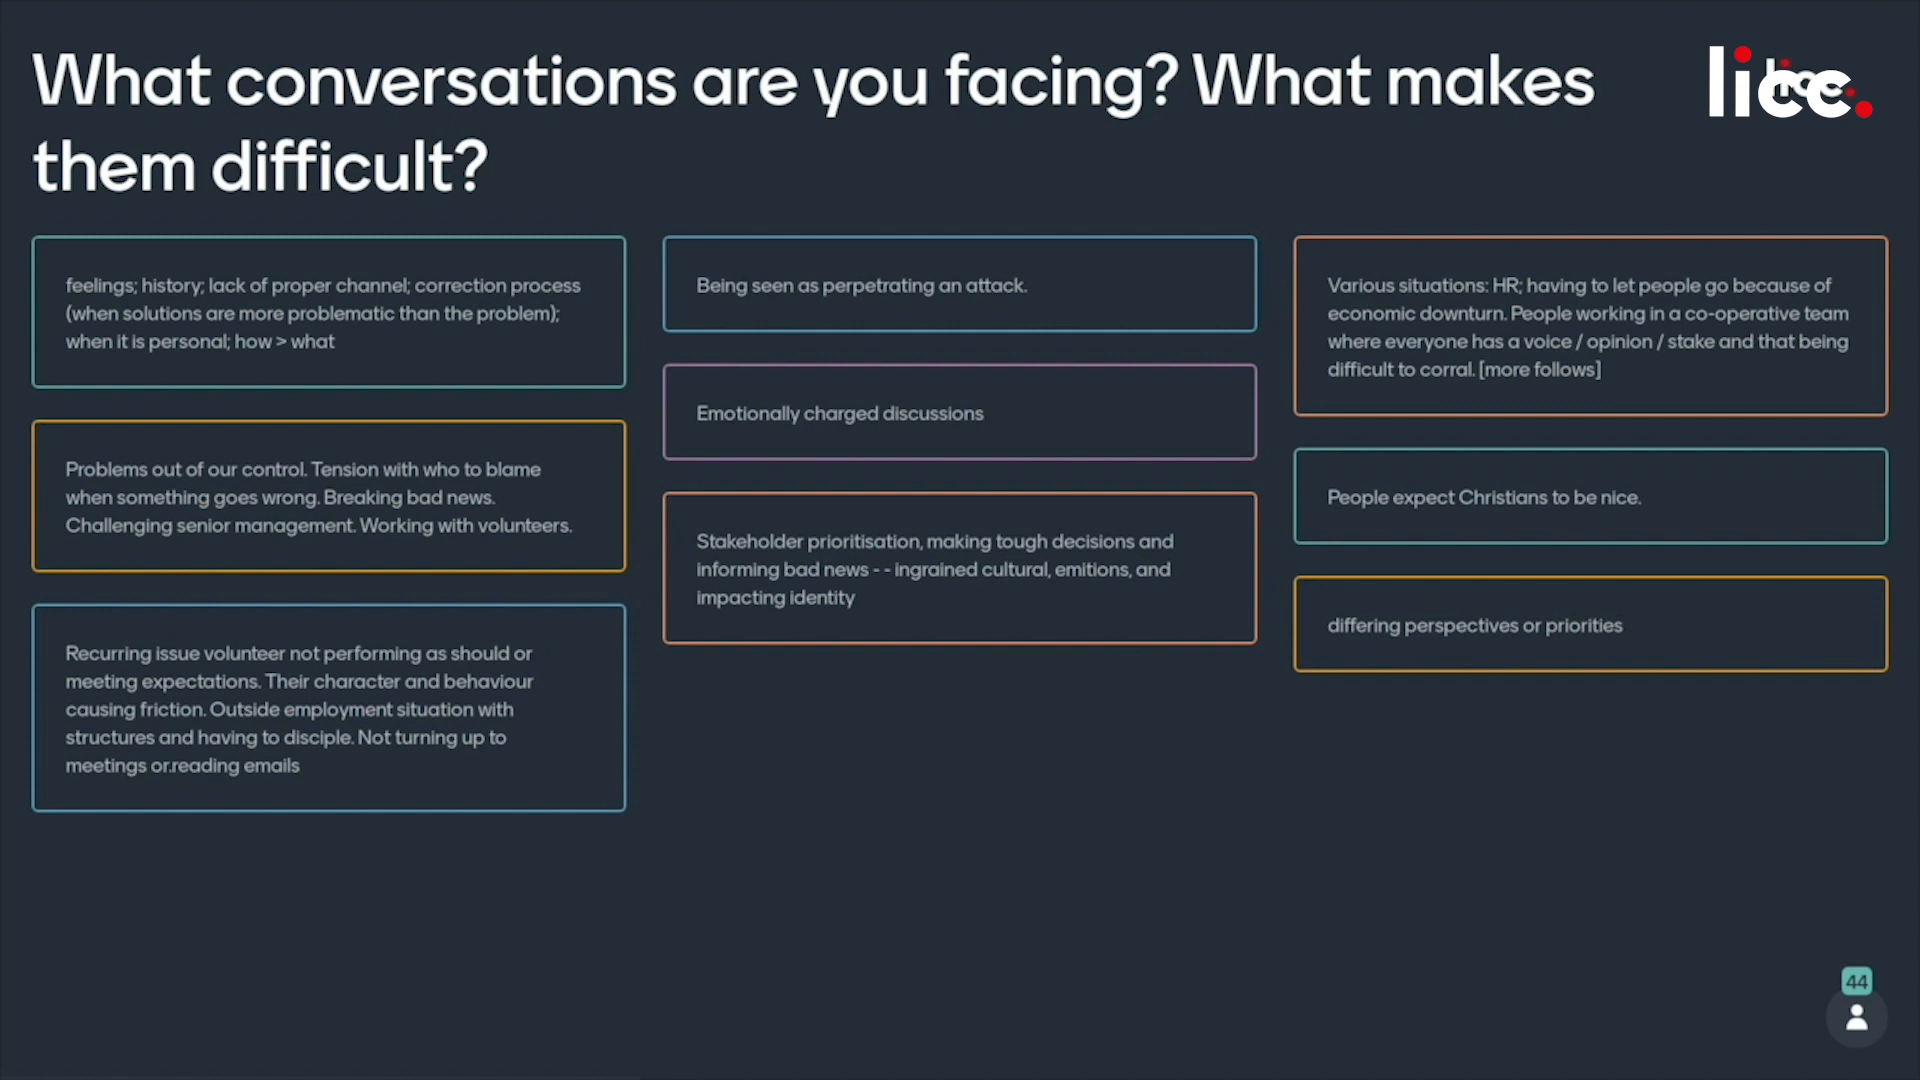 What conversations are you facing? What makes
them difficult?
licc.
feelings; history; lack of proper channel; correction process
(when solutions are more problematic than the problem);
when it is personal; how > what
Problems out of our control. Tension with who to blame
when something goes wrong. Breaking bad news.
Challenging senior management. Working with volunteers.
Recurring issue volunteer not performing as should or
meeting expectations. Their character and behaviour
causing friction. Outside employment situation with
structures and having to disciple. Not turning up to
meetings or.reading emails
Being seen as perpetrating an attack.
Emotionally charged discussions
Stakeholder prioritisation, making tough decisions and
informing bad news - - ingrained cultural, emitions, and
impacting identity
Various situations: HR; having to let people go because of
economic downturn. People working in a co-operative team
where everyone has a voice / opinion / stake and that being
difficult to corral. [more follows]
People expect Christians to be nice.
differing perspectives or priorities
44